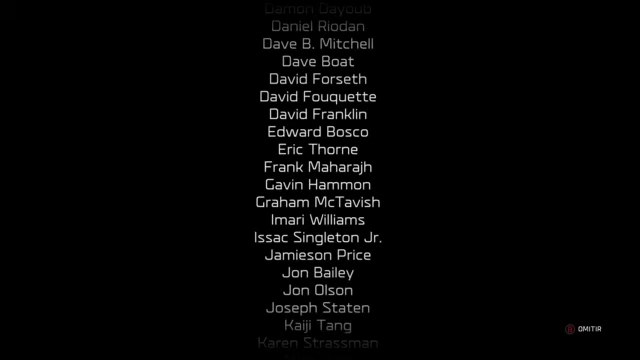 Damon Dayoub
Daniel Riodan
Dave B. Mitchell
Dave Boat
David Forseth
David Fouquette
David Franklin
Edward Bosco
Eric Thorne
Frank Maharajh
Gavin Hammon
Graham McTavish
Imari Williams
Issac Singleton Jr.
Jamieson Price
Jon Bailey
Jon Olson
Joseph Staten
Kaiji Tang
Karen Strassman
OMITIR